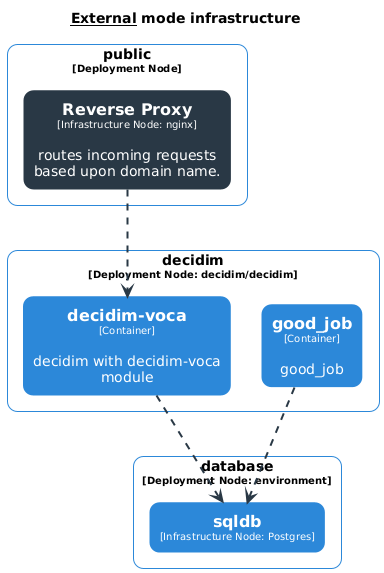 External mode infrastructure
public
[Deployment Node]
Reverse Proxy
[Infrastructure Node: nginx]
routes incoming requests
based upon domain name.
decidim
[Deployment Node: decidim/decidim]
decidim-voca
[Container]
decidim with decidim-voca
module
good_job
[Container]
good_job
database
[Deployment Node: environment]
sqldb
[Infrastructure Node: Postgres]